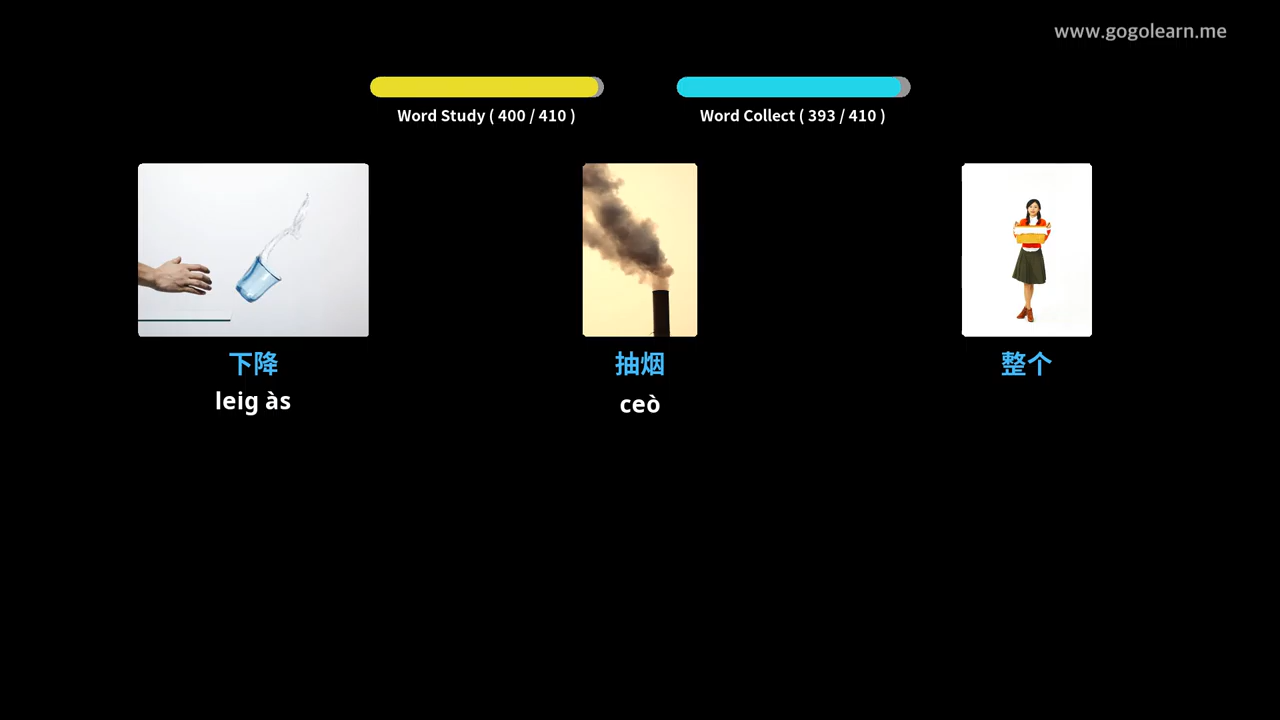 www.gogolearn.me
Word Study ( 400 / 410 )
Word Collect ( 393 / 410 )
下降
leig às
抽烟
ceò
整个